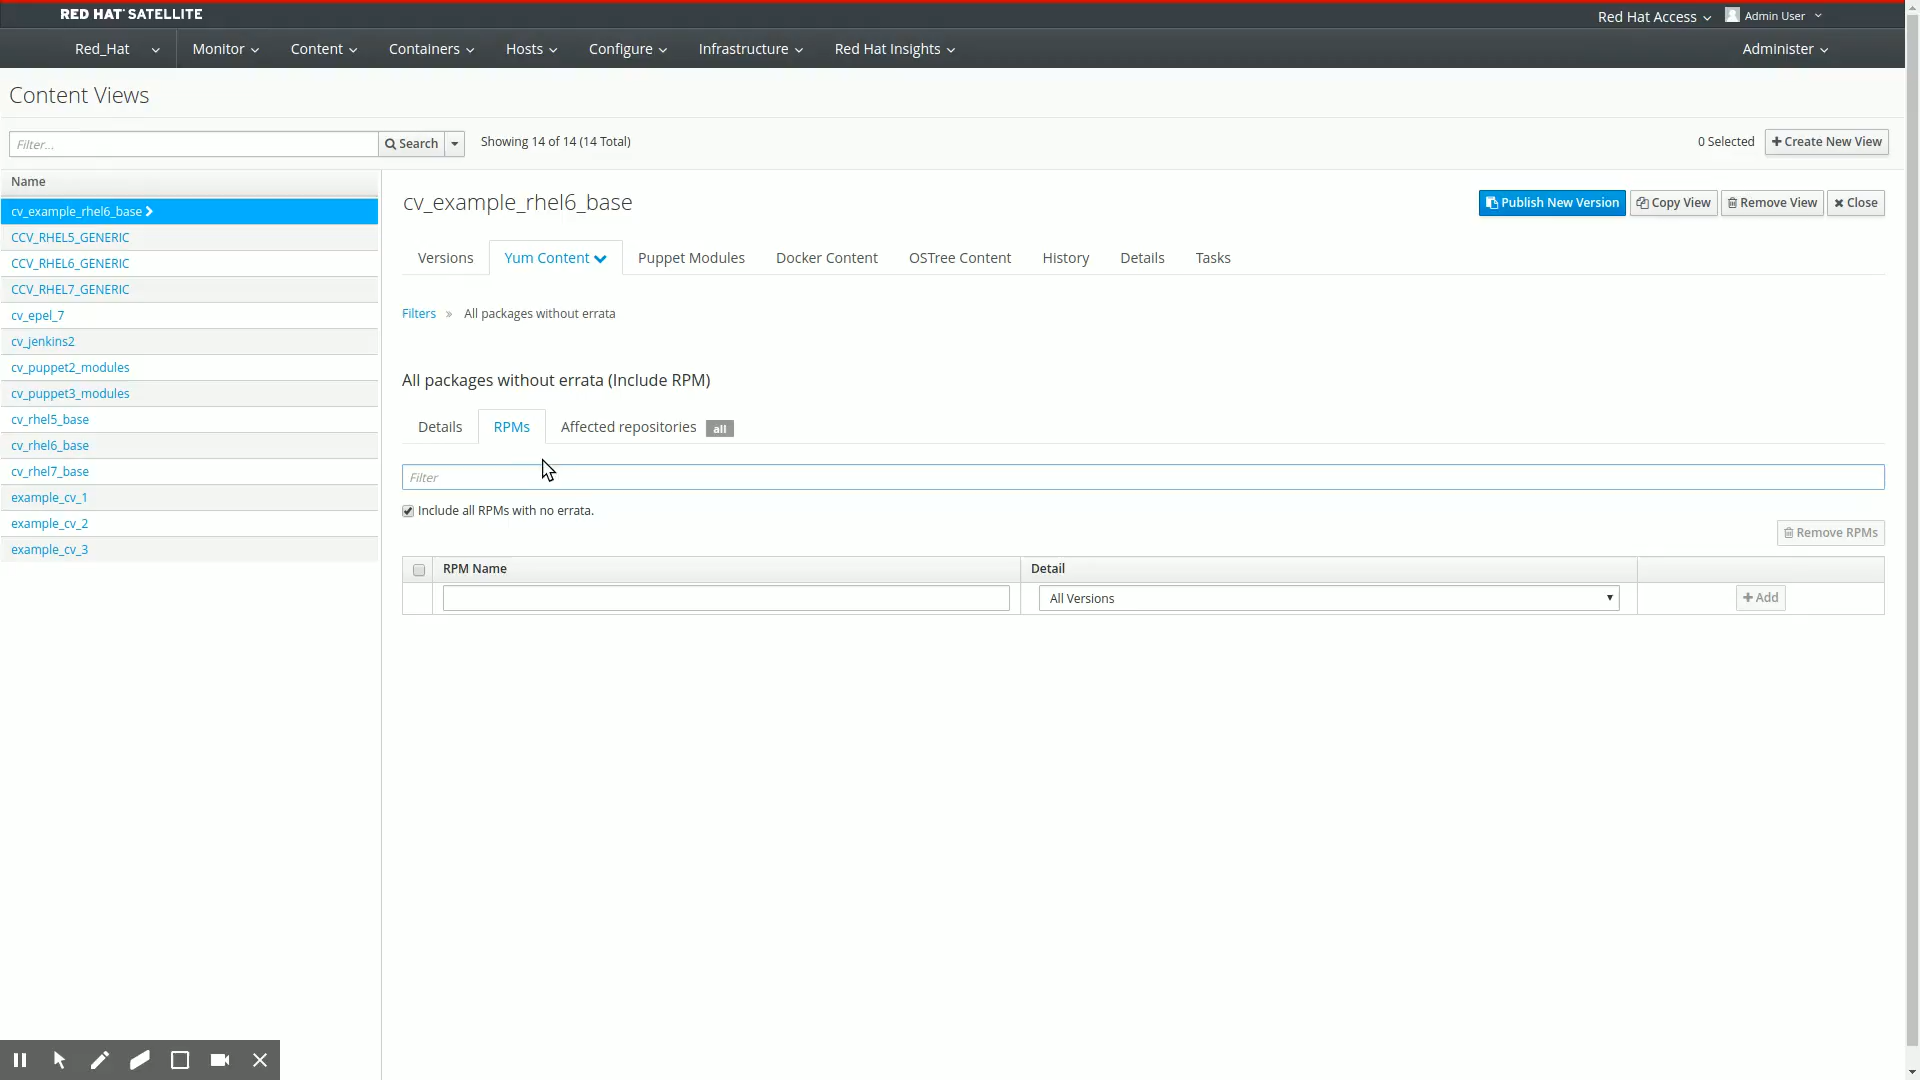 RED HAT SATELLITE
Red Hat Access
Admin User
Red_Hat
Monitor
Content
Containers
Hosts
Configure
Infrastructure
Red Hat Insights
Administer
Content Views
Filter...
Search
Showing 14 of 14 (14 Total)
0 Selected
Create New View
Name
cv_example_rhel6_base
CCV_RHEL5_GENERIC
CCV_RHEL6_GENERIC
CCV_RHEL7_GENERIC
cv_epel_7
cv_jenkins2
cv_puppet2_modules
cv_puppet3_modules
cv_rhel5_base
cv_rhel6_base
cv_rhel7_base
example_cv_1
example_cv_2
example_cv_3
cv_example_rhel6_base
Publish New Version
Copy View
Remove View
Close
Versions
Yum Content
Puppet Modules
Docker Content
OSTree Content
History
Details
Tasks
Filters » All packages without errata
All packages without errata (Include RPM)
Details
RPMs
Affected repositories all
Filter
Include all RPMs with no errata.
Remove RPMs
RPM Name
Detail
All Versions
+ Add